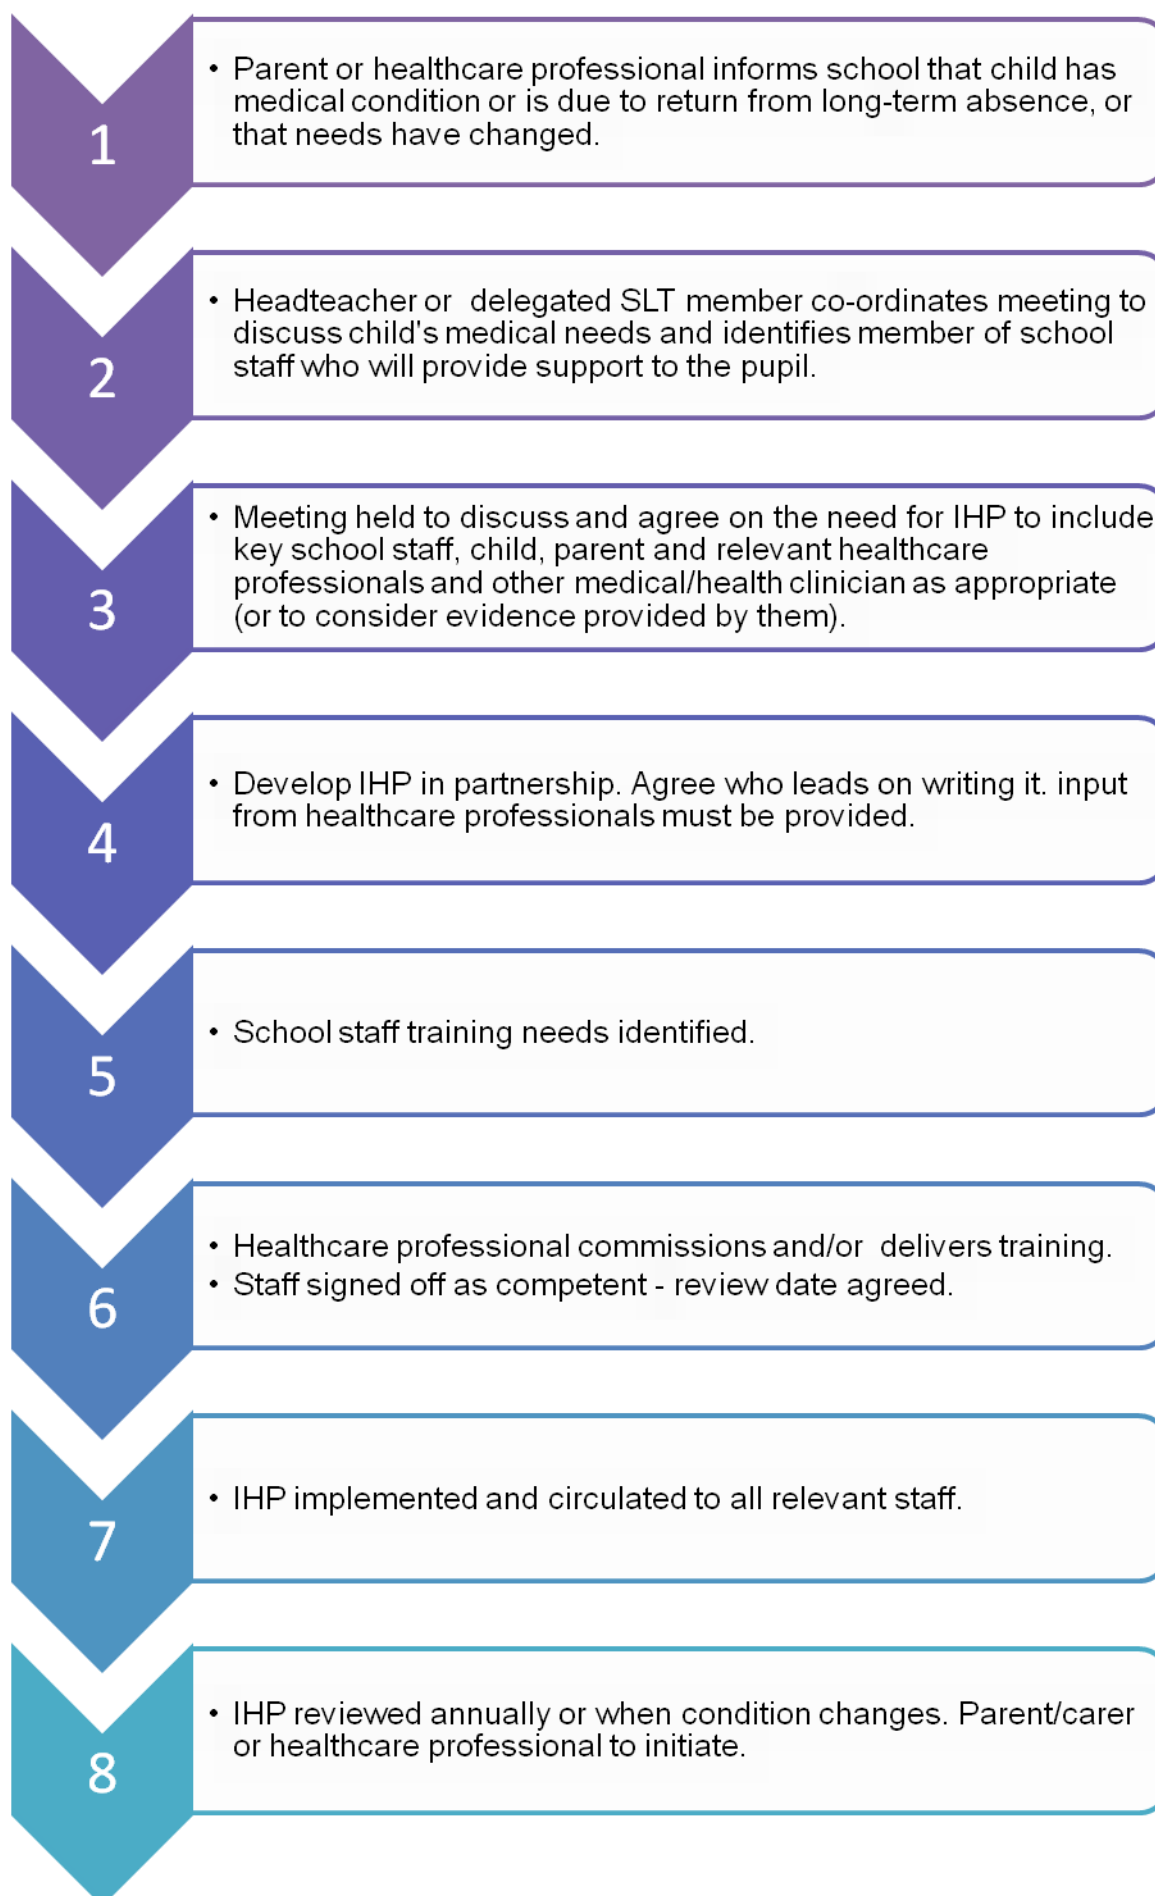 1
• Parent or healthcare professional informs school that child has
medical condition or is due to return from long-term absence, or
that needs have changed.
2
• Headteacher or  delegated SLT member co-ordinates meeting to
discuss child's medical needs and identifies member of school
staff who will provide support to the pupil.
3
• Meeting held to discuss and agree on the need for IHP to include
key school staff, child, parent and relevant healthcare
professionals and other medical/health clinician as appropriate
(or to consider evidence provided by them).
4
• Develop IHP in partnership. Agree who leads on writing it. input
from healthcare professionals must be provided.
5
• School staff training needs identified.
6
• Healthcare professional commissions and/or  delivers training.
• Staff signed off as competent - review date agreed.
7
• IHP implemented and circulated to all relevant staff.
8
• IHP reviewed annually or when condition changes. Parent/carer
or healthcare professional to initiate.